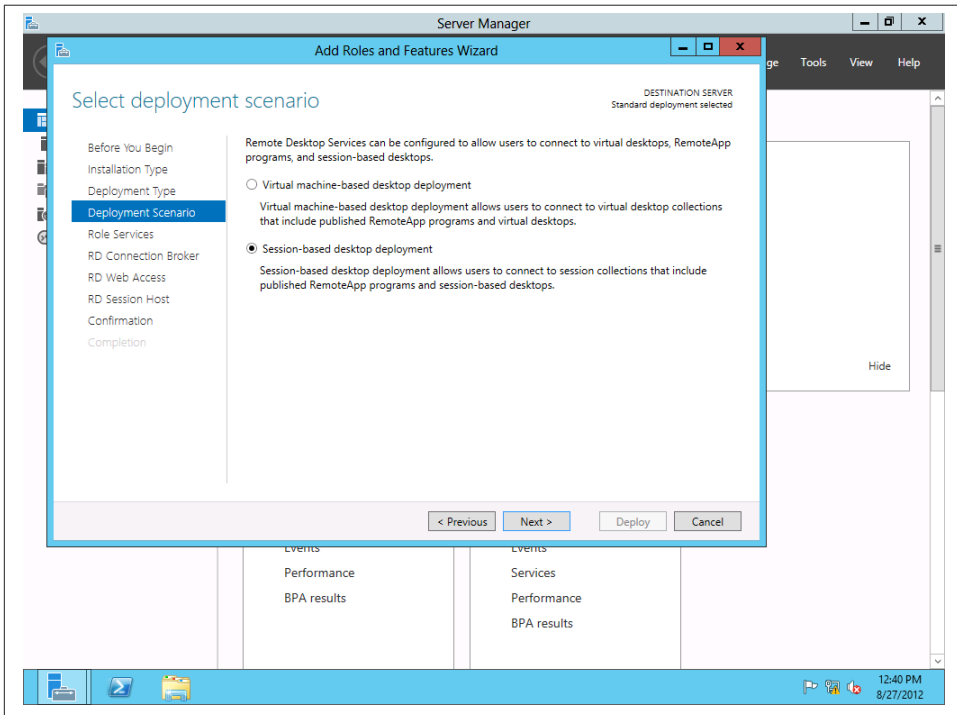 Server Manager
Add Roles and Features Wizard
ge Tools View Help
Select deployment scenario
DESTINATION SERVER
Standard deployment selected
Before You Begin
Installation Type
Deployment Type
Deployment Scenario
Role Services
RD Connection Broker
RD Web Access
RD Session Host
Confirmation
Completion
Remote Desktop Services can be configured to allow users to connect to virtual desktops, RemoteApp
programs, and session-based desktops.
Virtual machine-based desktop deployment
Virtual machine-based desktop deployment allows users to connect to virtual desktop collections
that include published RemoteApp programs and virtual desktops.
Session-based desktop deployment
Session-based desktop deployment allows users to connect to session collections that include
published RemoteApp programs and session-based desktops.
Hide
< Previous Next > Deploy Cancel
Events
Performance
BPA results
Events
Services
Performance
BPA results
12:40 PM
8/27/2012